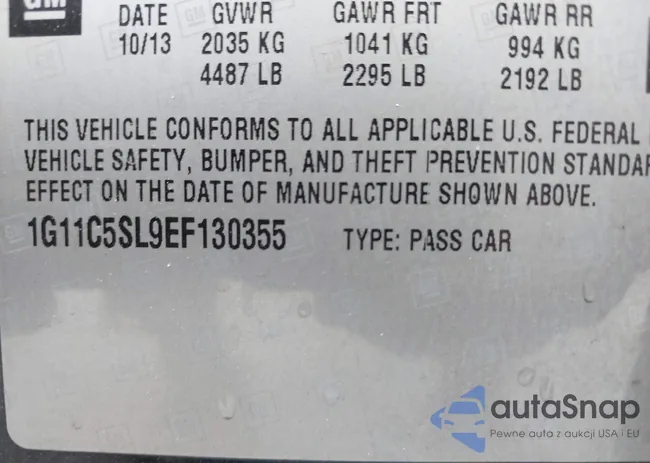 GM
DATE GVWR GAWR FRT GAWR RR
10/13 2035 KG 1041 KG 994 KG
4487 LB 2295 LB 2192 LB
THIS VEHICLE CONFORMS TO ALL APPLICABLE U.S. FEDERAL
VEHICLE SAFETY, BUMPER, AND THEFT PREVENTION STANDAR
EFFECT ON THE DATE OF MANUFACTURE SHOWN ABOVE.
1G11C5SL9EF130355 TYPE: PASS CAR
autaSnap
Pewne auta z aukcji USA i EU